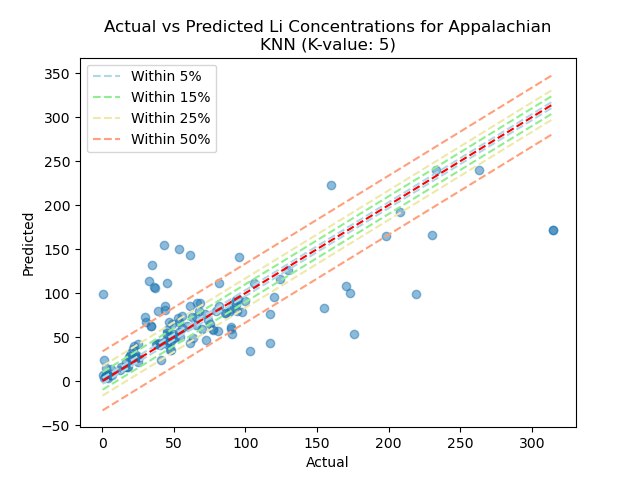 Actual vs Predicted Li Concentrations for Appalachian
KNN (K-value: 5)
Within 5%
Within 15%
Within 25%
Within 50%
350
300
250
200
150
100
50
0
−50
Predicted
0 50 100 150 200 250 300
Actual